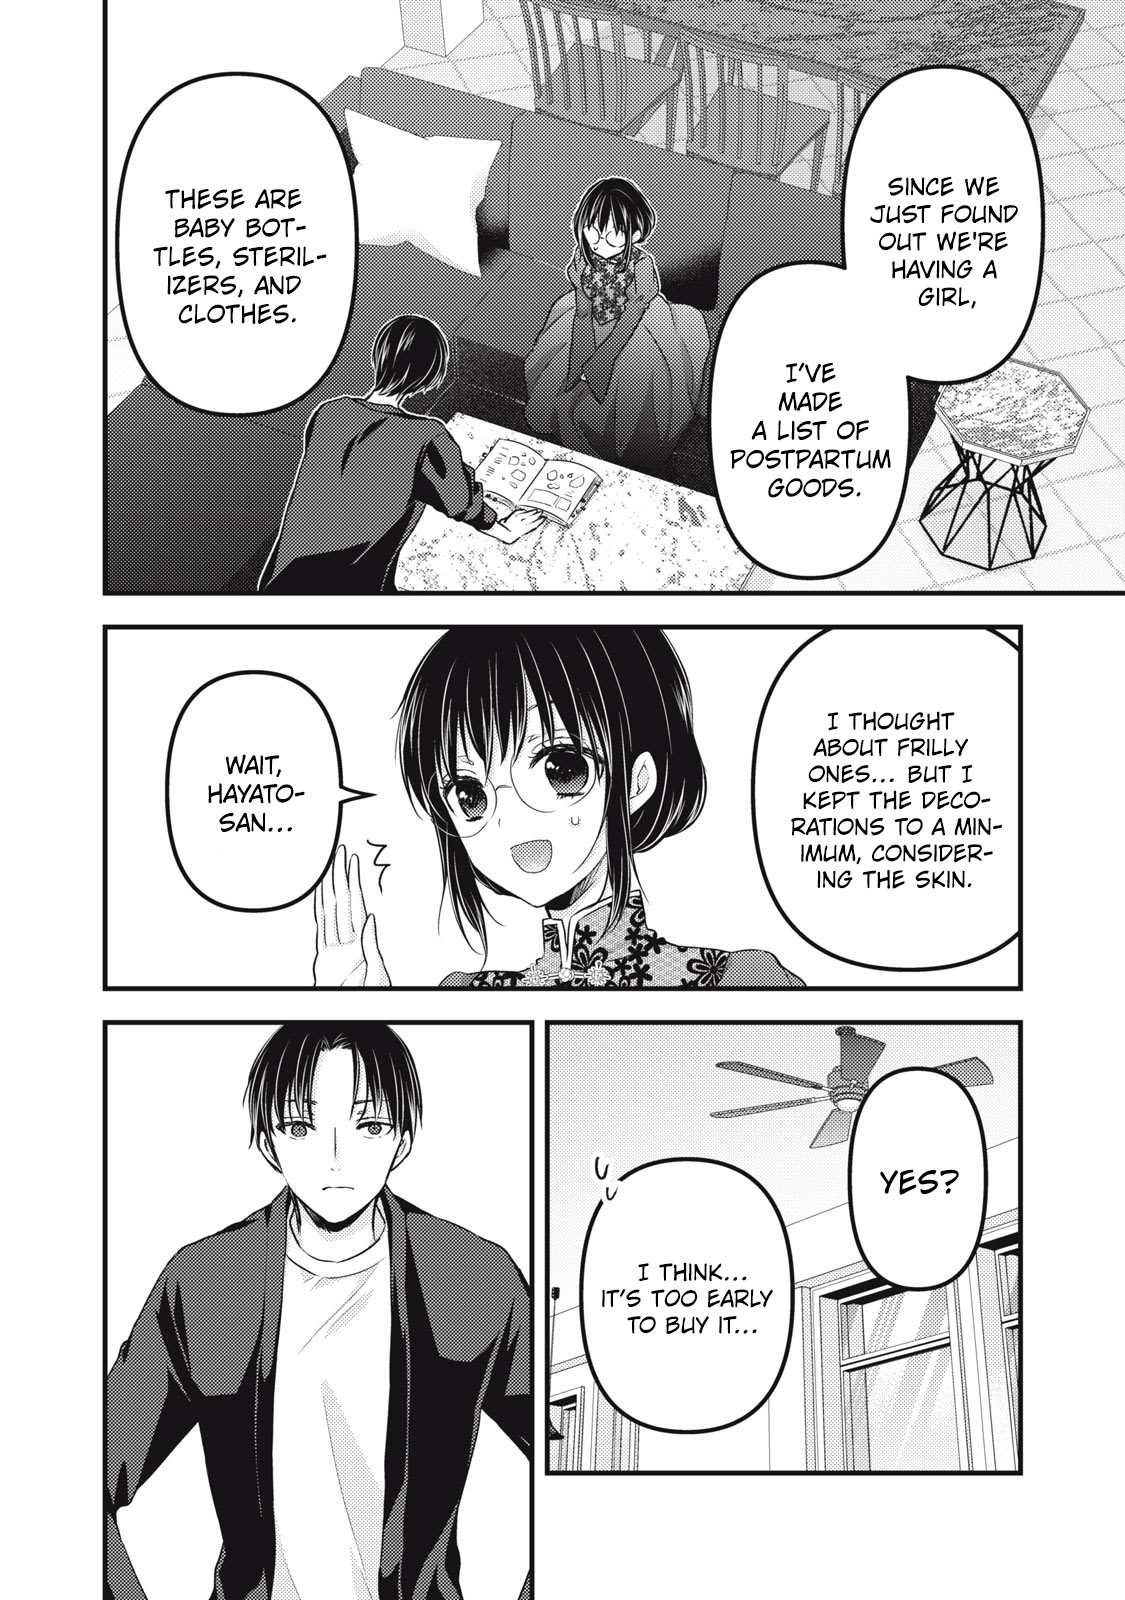 SINCE WE
JUST FOUND
OUT WE'RE
HAVING A
GIRL,
I'VE
MADE
A LIST OF
POSTPARTUM
GOODS.
THESE ARE
BABY BOT-
TLES, STERIL-
IZERS, AND
CLOTHES.
I THOUGHT
ABOUT FRILLY
ONES... BUT I
KEPT THE DECO-
RATIONS TO A MIN-
IMUM, CONSIDER-
ING THE SKIN.
WAIT,
HAYATO-
SAN...
YES?
I THINK...
IT'S TOO EARLY
TO BUY IT...